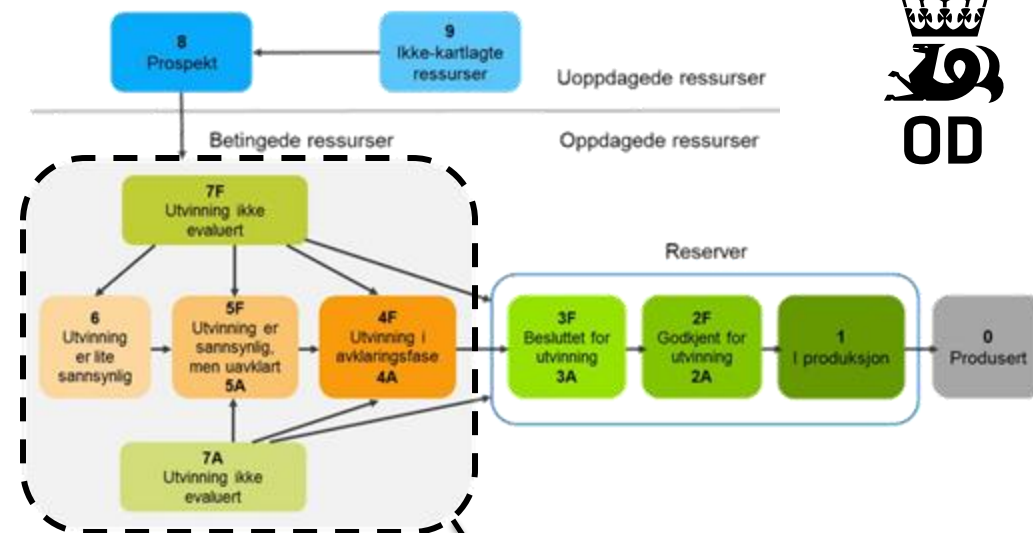 8
Prospekt
9
Ikke-kartlagte
ressurser
Uoppdagede ressurser
OD
Betingede ressurser
Oppdagede ressurser
7F
Utvinning ikke
evaluert
Reserver
6
Utvinning
er lite
sannsynlig
5F
Utvinning er
sannsynlig,
men uavklart
5A
4F
Utvinning i
avklaringsfase
4A
3F
Besluttet for
utvinning
3A
2F
Godkjent for
utvinning
2A
1
I produksjon
0
Produsert
7A
Utvinning ikke
evaluert